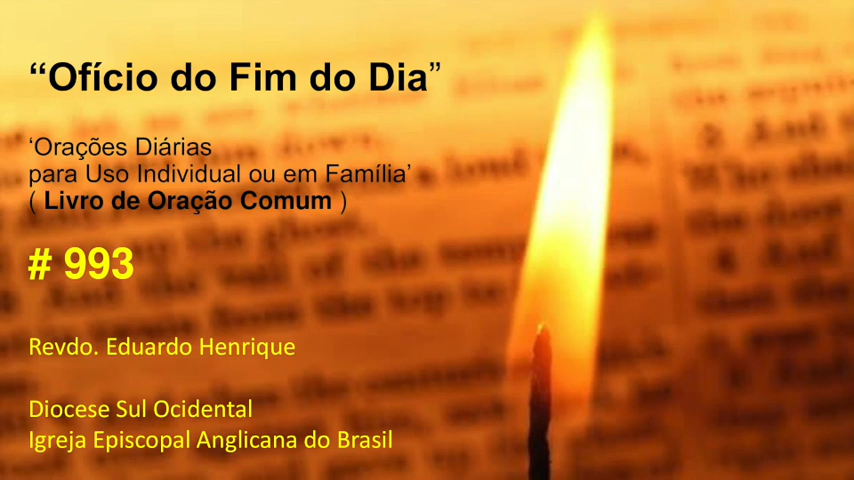 “Ofício do Fim do Dia”
‘Orações Diárias
para Uso Individual ou em Família’
( Livro de Oração Comum )
# 993
Revdo. Eduardo Henrique
Diocese Sul Ocidental
Igreja Episcopal Anglicana do Brasil